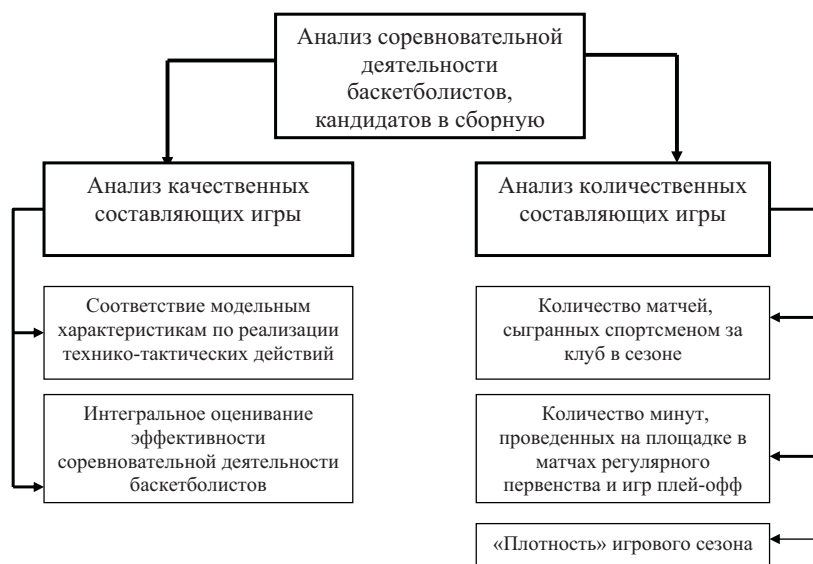 Анализ соревновательной
деятельности
баскетболистов,
кандидатов в сборную
Анализ качественных
составляющих игры
Анализ количественных
составляющих игры
Соответствие модельным
характеристикам по реализации
технико-тактических действий
Количество матчей,
сыгранных спортсменом за
клуб в сезоне
Интегральное оценивание
эффективности
соревновательной деятельности
баскетболистов
Количество минут,
проведенных на площадке в
матчах регулярного
первенства и игр плей-офф
«Плотность» игрового сезона